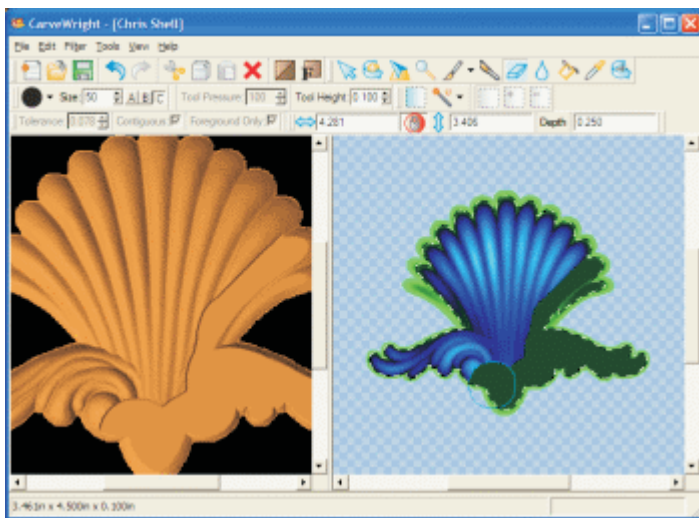 CarveWright - [Chris Shell]
File Edit Filter Tools View Help
Size: 50 A B C Tool Pressure: 100 Tool Height 0.100
Tolerance 0.078 Contiguous Foreground Only 4.281 3.406 Depth 0.250
3.461in x 4.500in x 0.100in